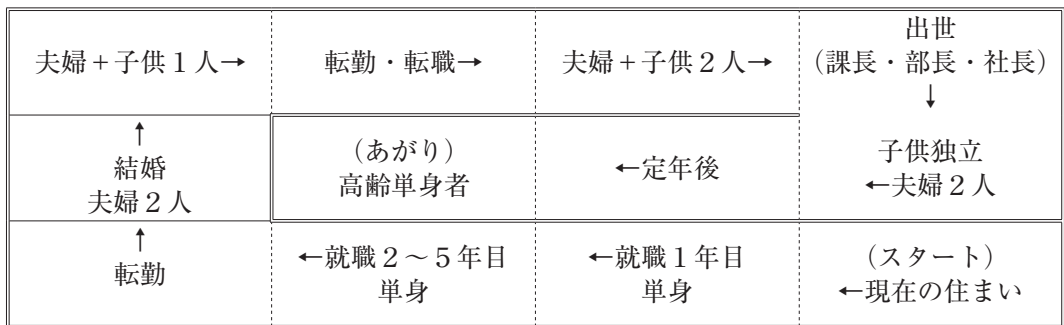 夫婦+子供1人→
転勤・転職→
夫婦+子供2人→
出世
(課長・部長・社長)
↓
↑
結婚
夫婦2人
(あがり)
高齢単身者
←定年後
子供独立
←夫婦2人
↑
転勤
←就職2~5年目
単身
←就職1年目
単身
(スタート)
←現在の住まい